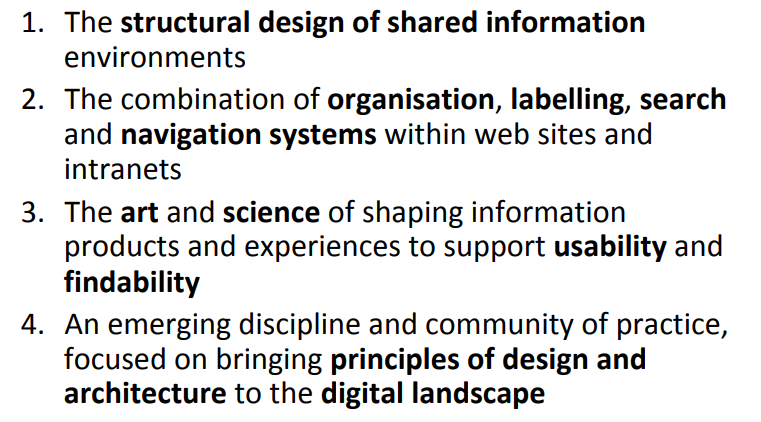 1. The structural design of shared information
environments
2. The combination of organisation, labelling, search
and navigation systems within web sites and
intranets
3. The art and science of shaping information
products and experiences to support usability and
findability
4. An emerging discipline and community of practice,
focused on bringing principles of design and
architecture to the digital landscape